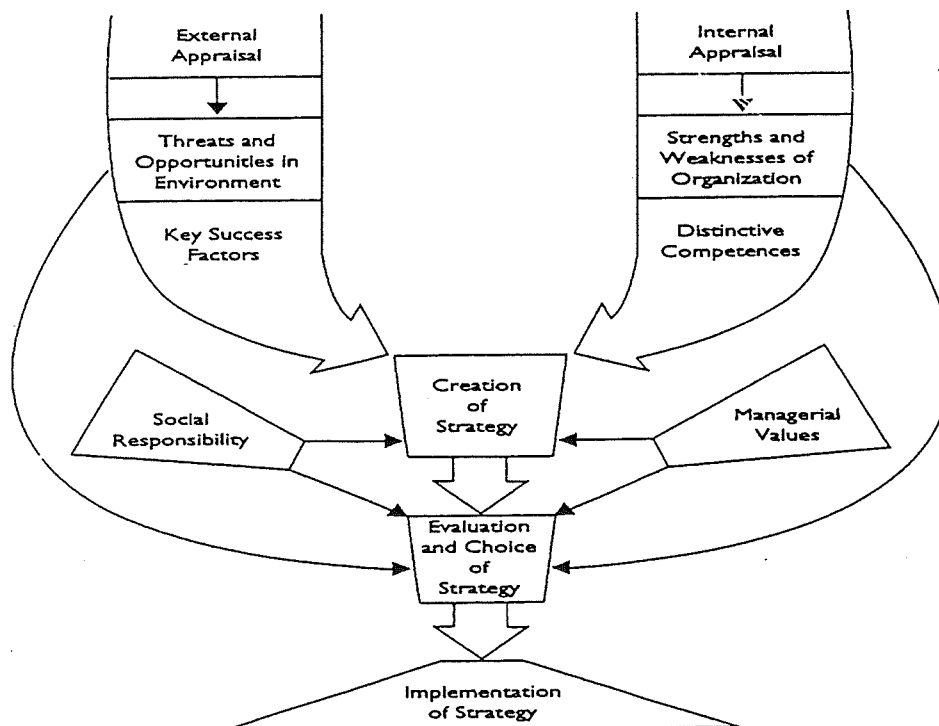 External
Appraisal
Internal
Appraisal
Threats and
Opportunities in
Environment
Strengths and
Weaknesses of
Organization
Key Success
Factors
Distinctive
Competences
Creation
of
Strategy
Social
Responsibility
Managerial
Values
Evaluation
and Choice
of
Strategy
Implementation
of Strategy